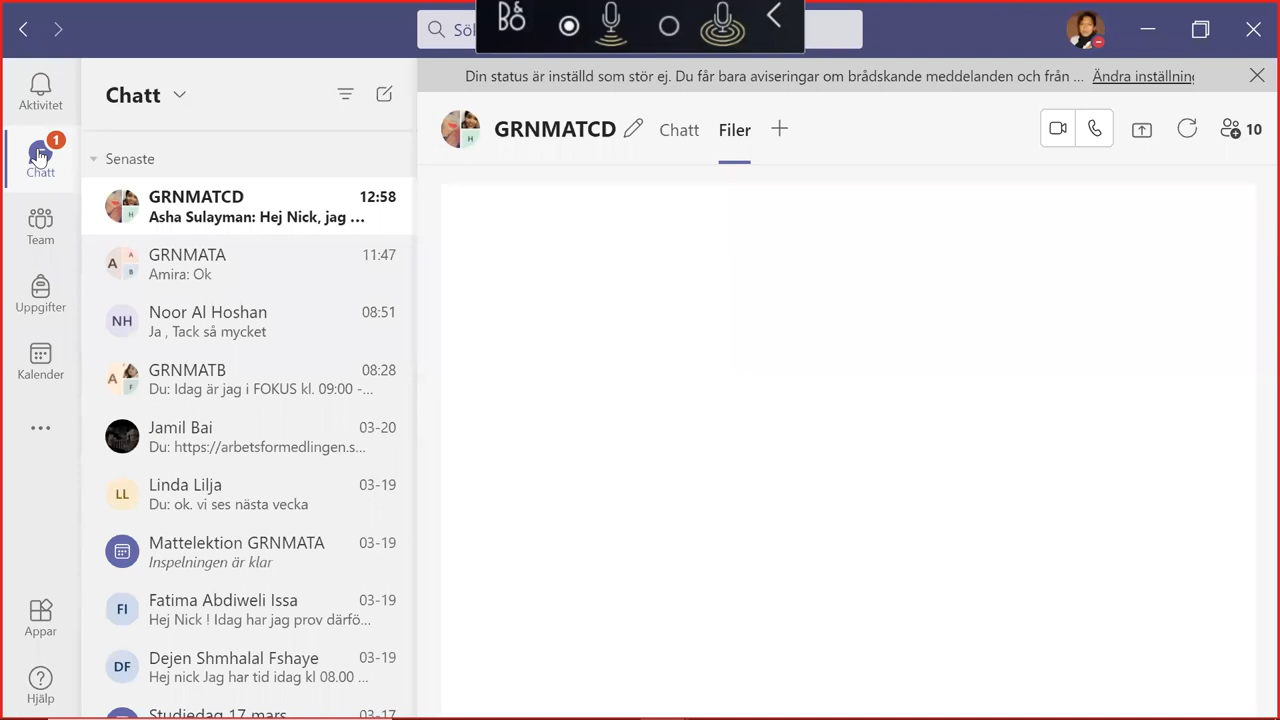 B&O
Söl
Aktivitet
1
Chatt
Team
Uppgifter
Kalender
Appar
Hjälp
Chatt
Senaste
GRNMATCD 12:58
Asha Sulayman: Hej Nick, jag ...
GRNMATA 11:47
Amira: Ok
Noor Al Hoshan 08:51
Ja , Tack så mycket
GRNMATB 08:28
Du: Idag är jag i FOKUS kl. 09:00 -...
Jamil Bai 03-20
Du: https://arbetsformedlingen.s...
Linda Lilja 03-19
Du: ok. vi ses nästa vecka
Mattelektion GRNMATA 03-19
Inspelningen är klar
Fatima Abdiweli Issa 03-19
Hej Nick ! Idag har jag prov därfö...
Dejen Shmhalal Fshaye 03-19
Hej nick Jag har tid idag kl 08.00 ...
Studiedag 17 mars 03-17
A A B
NH
A F
LL
FI
DF
Din status är inställd som stör ej. Du får bara aviseringar om brådskande meddelanden och från ... Ändra inställning
H
GRNMATCD Chatt Filer 10